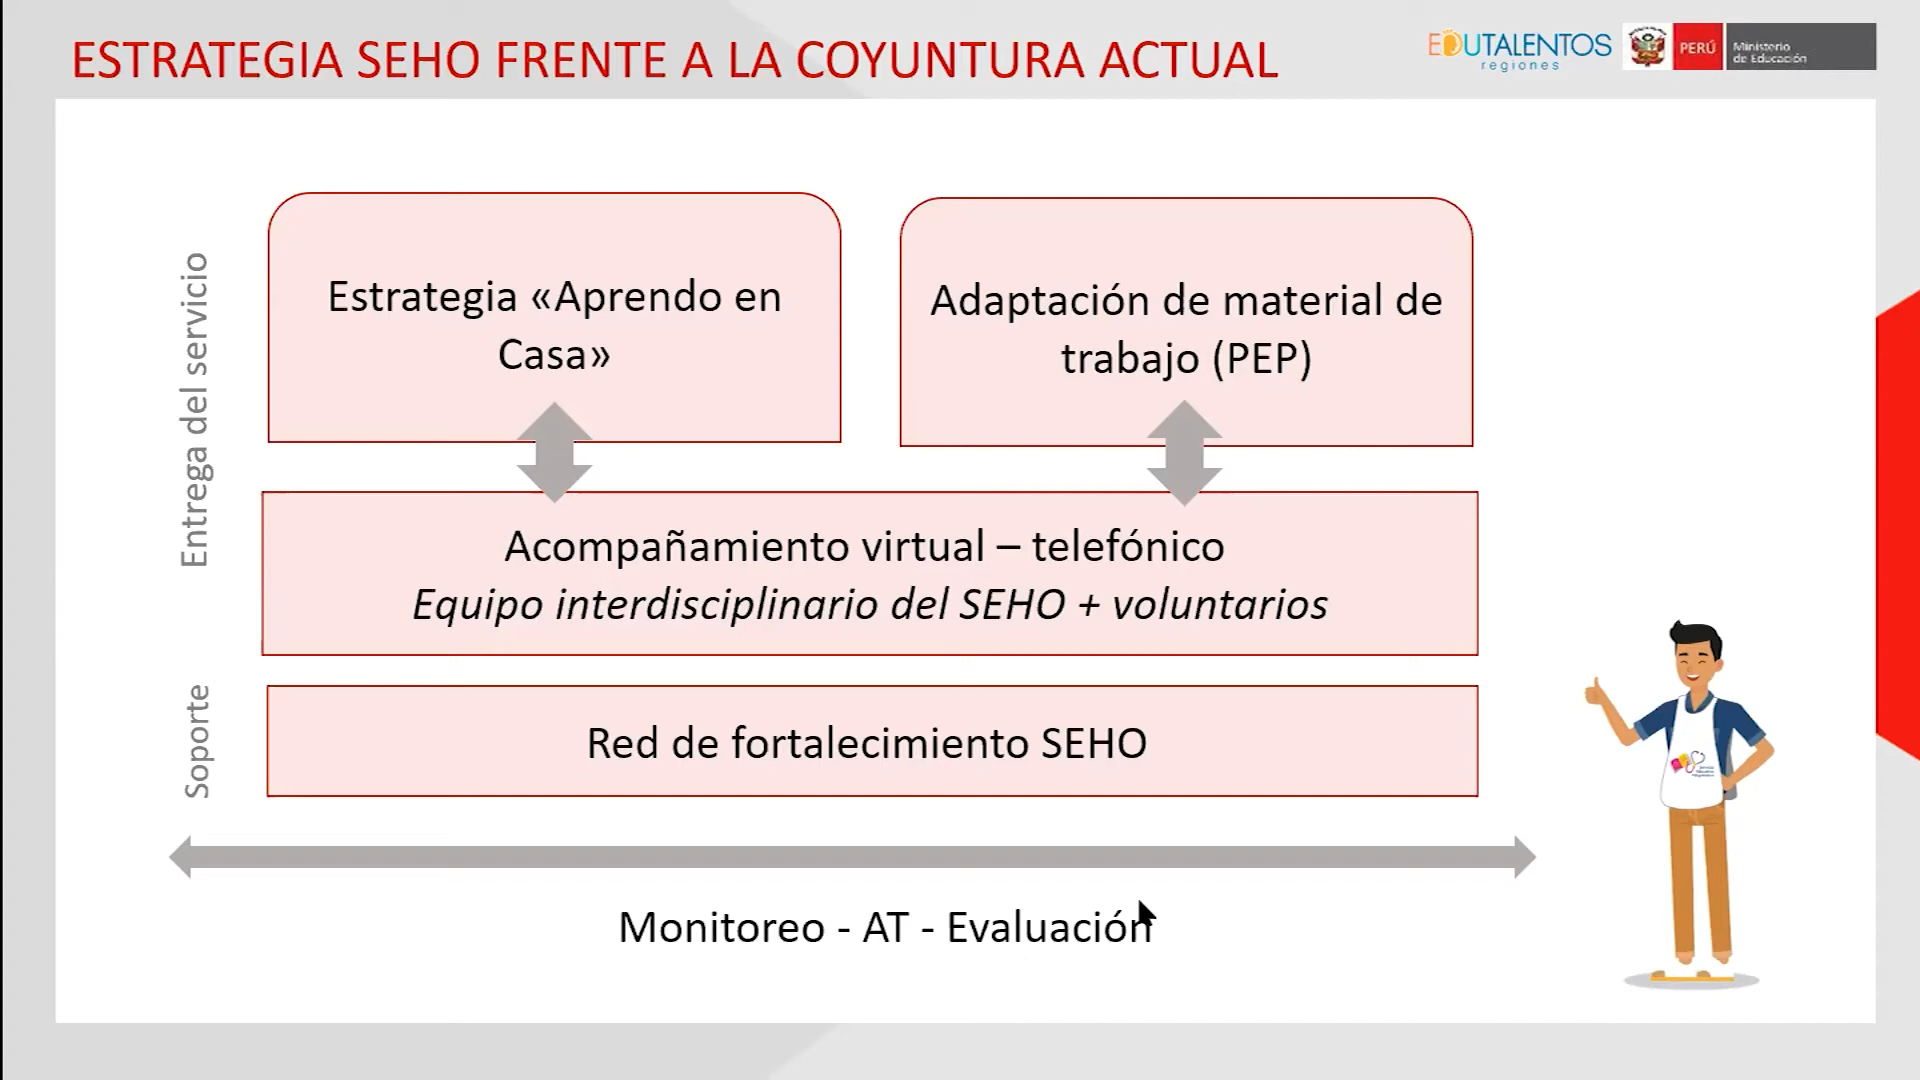 ESTRATEGIA SEHO FRENTE A LA COYUNTURA ACTUAL
EDUTALENTOS
regiones
PERÚ
Ministerio
de Educación
Entrega del servicio
Estrategia «Aprendo en
Casa»
Adaptación de material de
trabajo (PEP)
Acompañamiento virtual – telefónico
Equipo interdisciplinario del SEHO + voluntarios
Soporte
Red de fortalecimiento SEHO
Monitoreo - AT - Evaluación